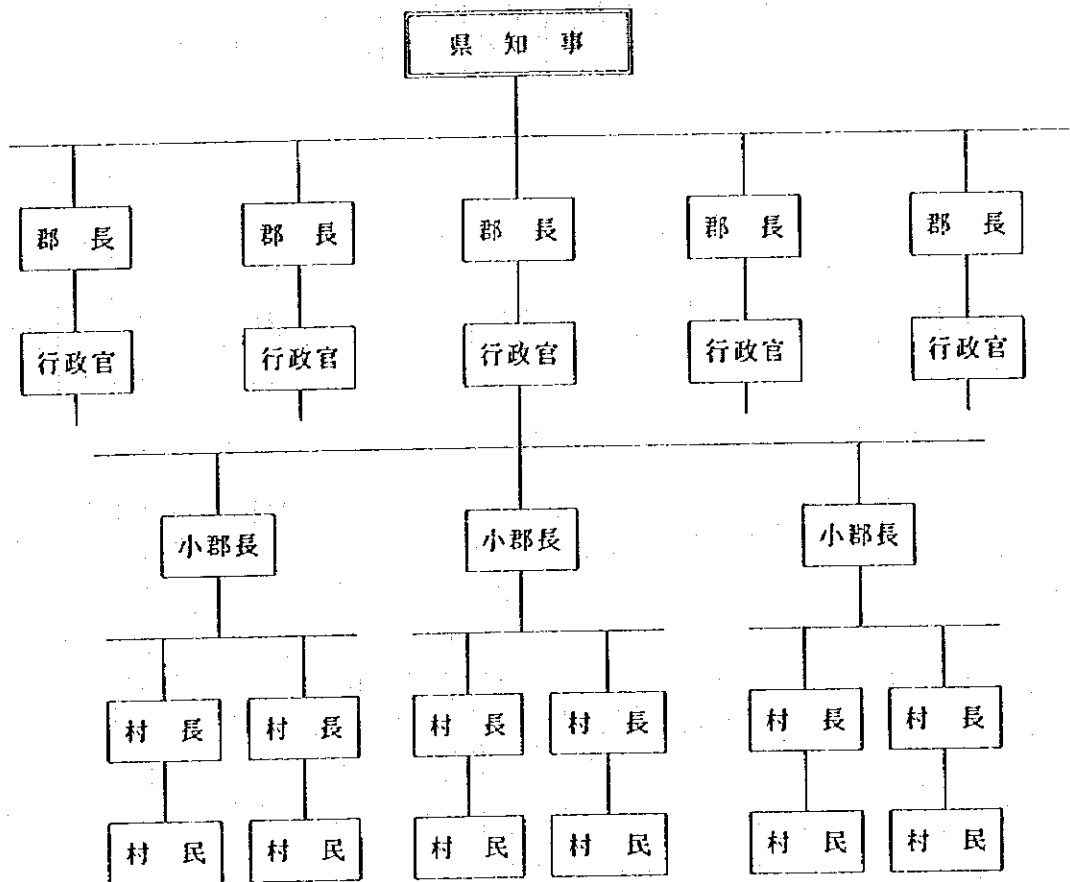 県知事
郡長 郡長 郡長 郡長 郡長
行政官 行政官 行政官 行政官 行政官
小郡長 小郡長 小郡長
村長 村長 村長 村長 村長 村長
村民 村民 村民 村民 村民 村民